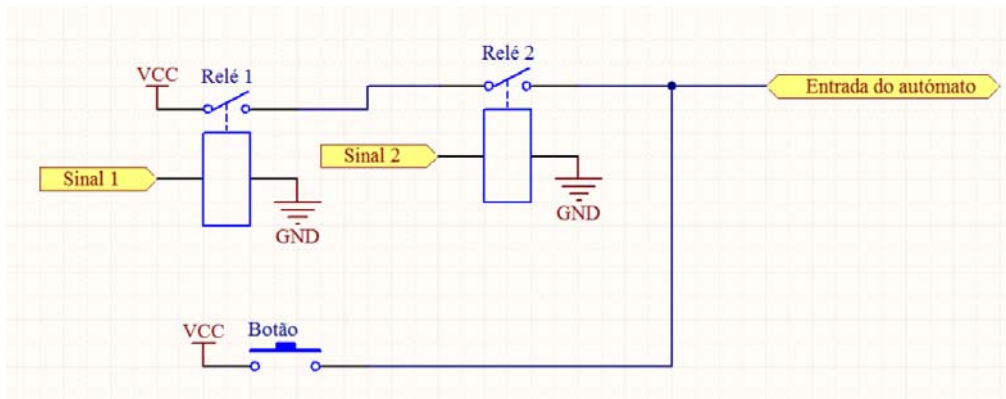 VCC
Relé 1
Relé 2
Entrada do autómato
Sinal 1
GND
Sinal 2
GND
VCC
Botão